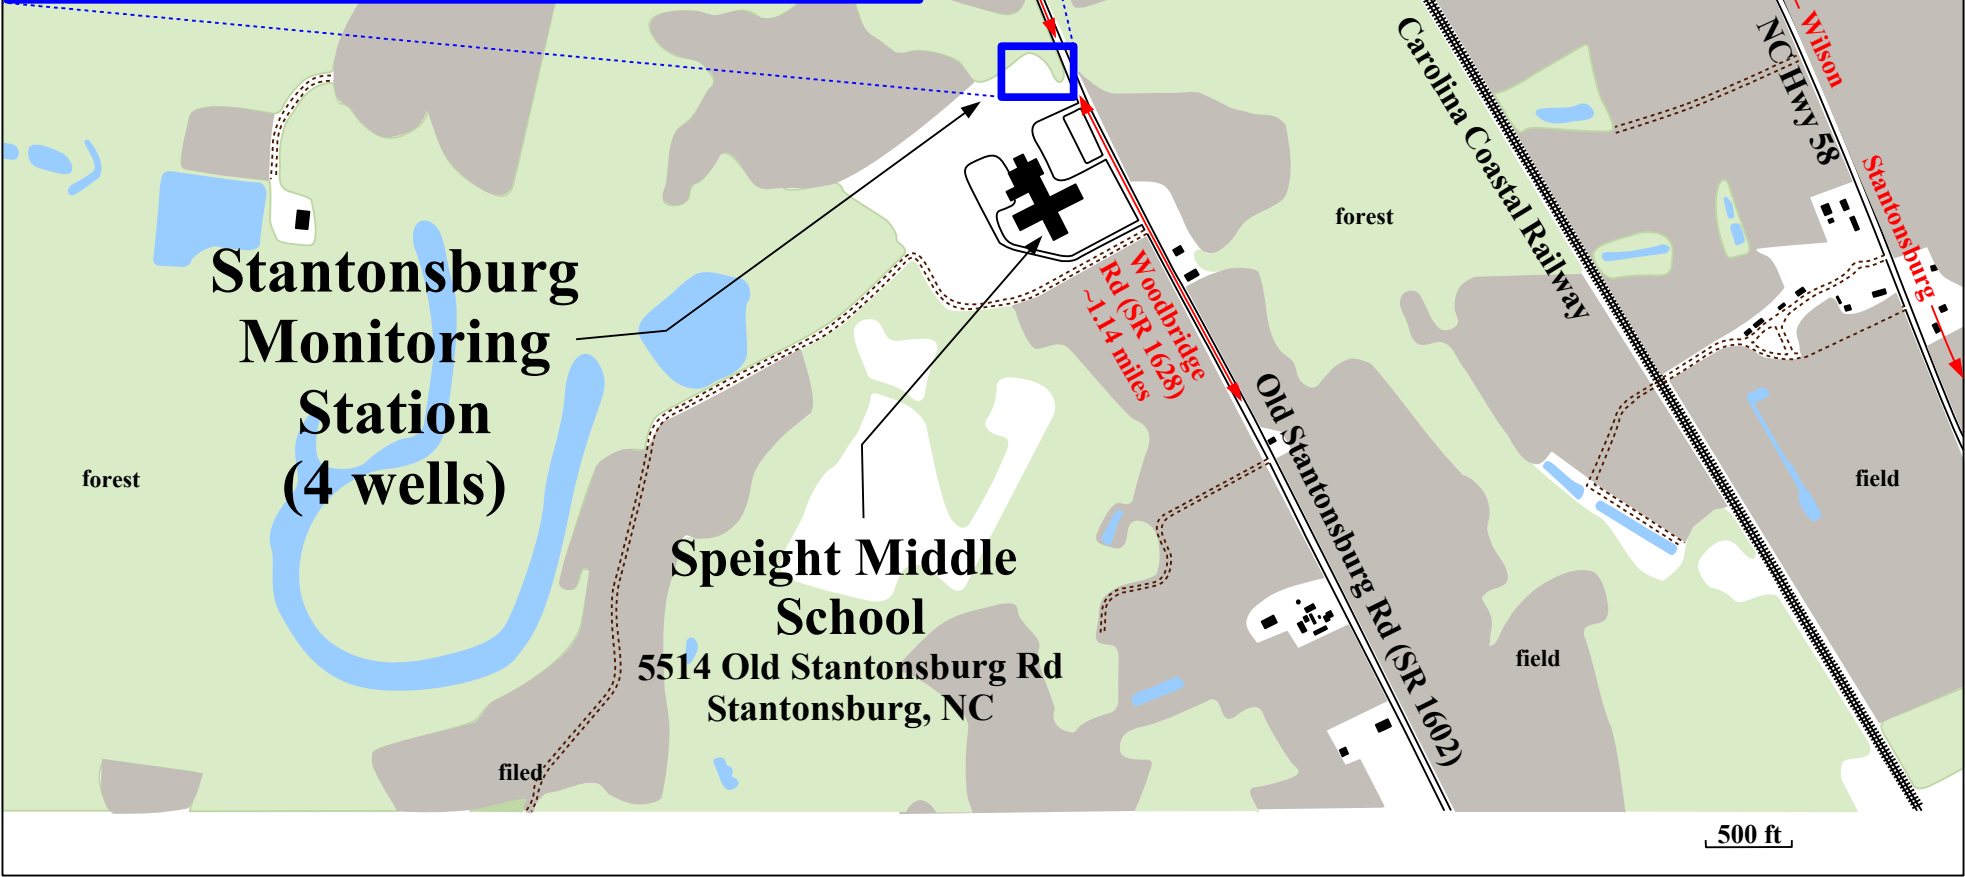 Stantonsburg
Monitoring
Station
(4 wells)
Speight Middle
School
5514 Old Stantonsburg Rd
Stantonsburg, NC
forest
filed
Woodbridge
Rd (SR 1628)
~1.14 miles
Old Stantonsburg Rd (SR 1602)
forest
Carolina Coastal Railway
NC Hwy 58
Wilson
Stantonsburg
field
field
500 ft